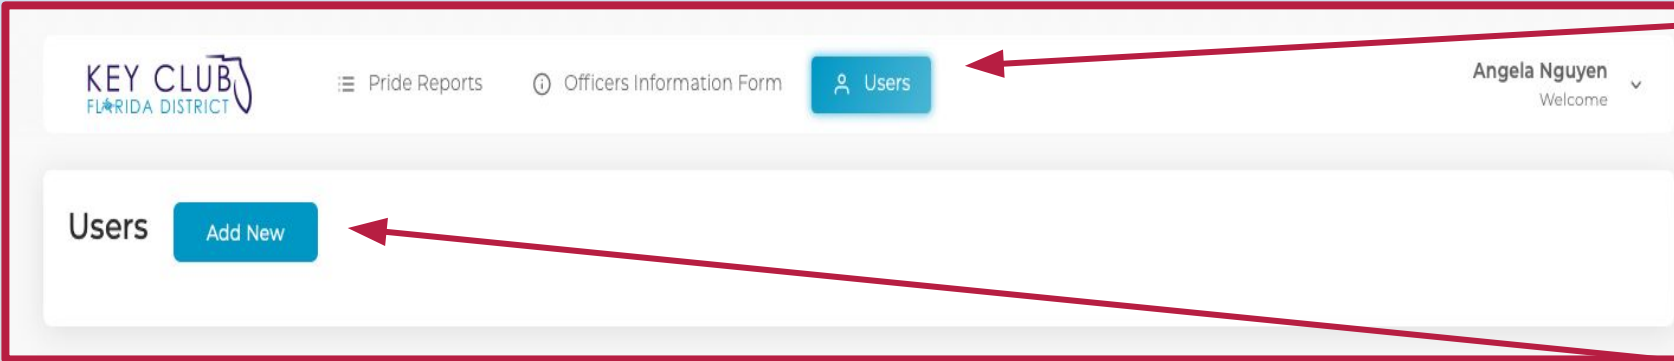 KEY CLUB
FLORIDA DISTRICT
Pride Reports
Officers Information Form
Users
Angela Nguyen
Welcome
Users
Add New